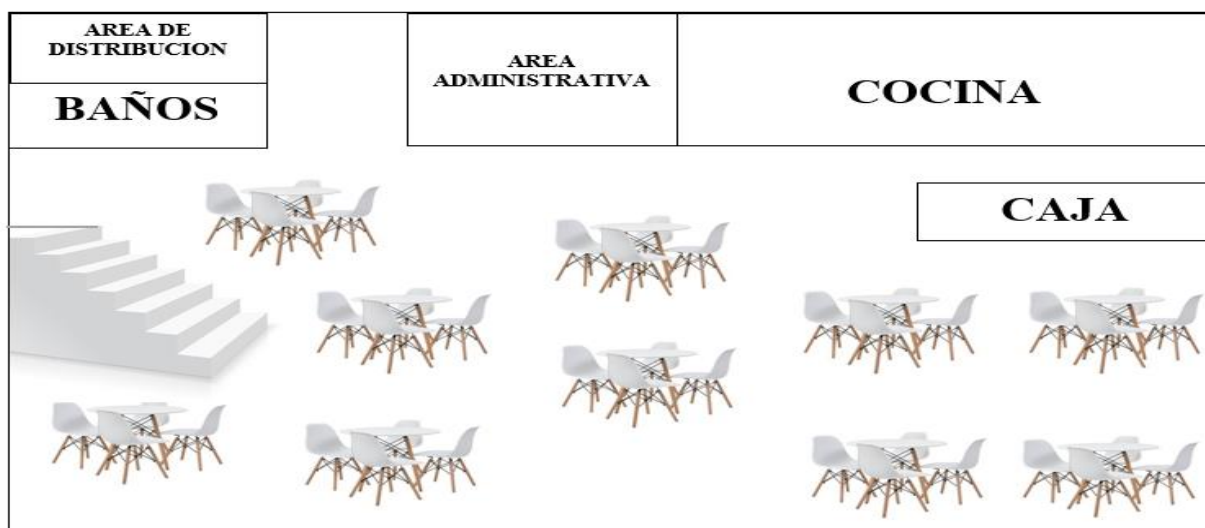 AREA DE
DISTRIBUCION
BAÑOS
AREA
ADMINISTRATIVA
COCINA
CAJA